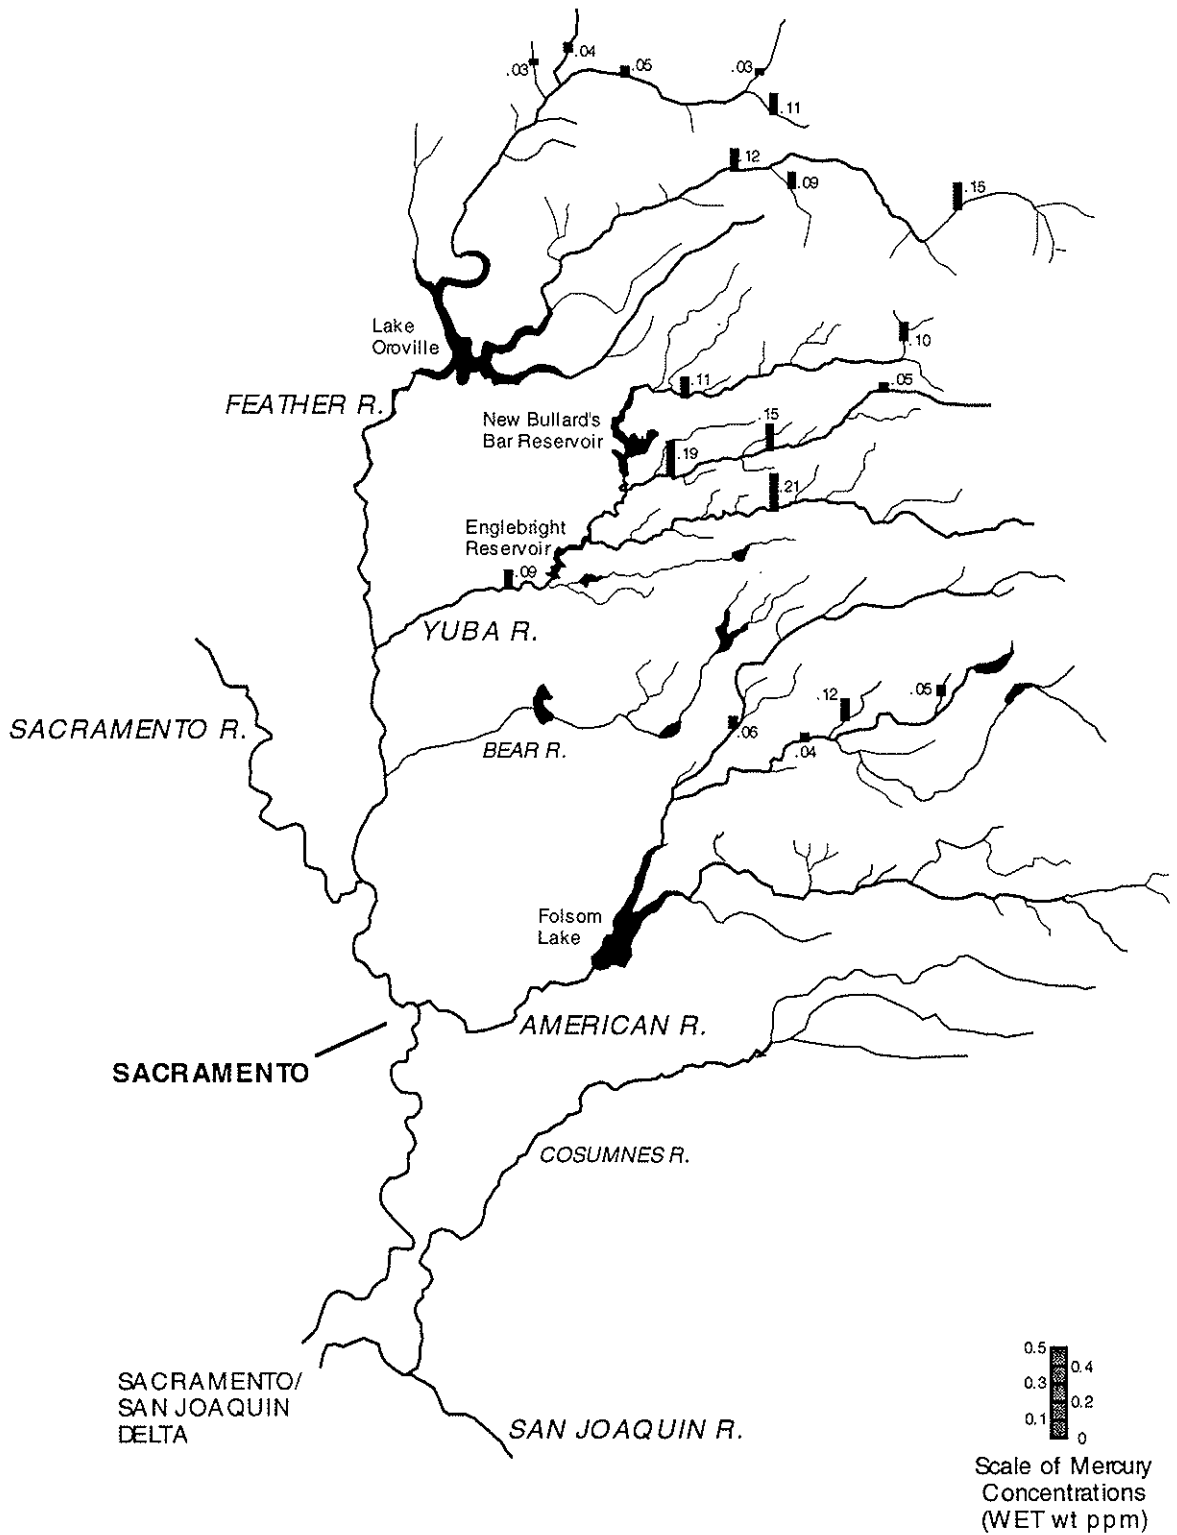 .04
.03
.05
.03
.11
.12
.09
.15
Lake
Oroville
.10
FEATHER R.
.11
.05
New Bullard's
Bar Reservoir
.15
.19
.21
Englebright
Reservoir
.09
YUBA R.
SACRAMENTO R.
BEAR R.
.12
.05
.06
.04
Folsom
Lake
AMERICAN R.
SACRAMENTO
COSUMNES R.
SACRAMENTO/
SAN JOAQUIN
DELTA
SAN JOAQUIN R.
0.5
0.4
0.3
0.2
0.1
0
Scale of Mercury
Concentrations
(WET wt ppm)